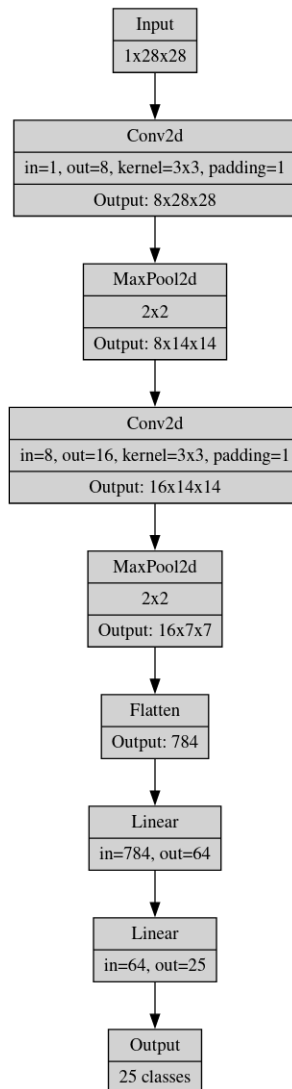 Input
1x28x28
Conv2d
in=1, out=8, kernel=3x3, padding=1
Output: 8x28x28
MaxPool2d
2x2
Output: 8x14x14
Conv2d
in=8, out=16, kernel=3x3, padding=1
Output: 16x14x14
MaxPool2d
2x2
Output: 16x7x7
Flatten
Output: 784
Linear
in=784, out=64
Linear
in=64, out=25
Output
25 classes